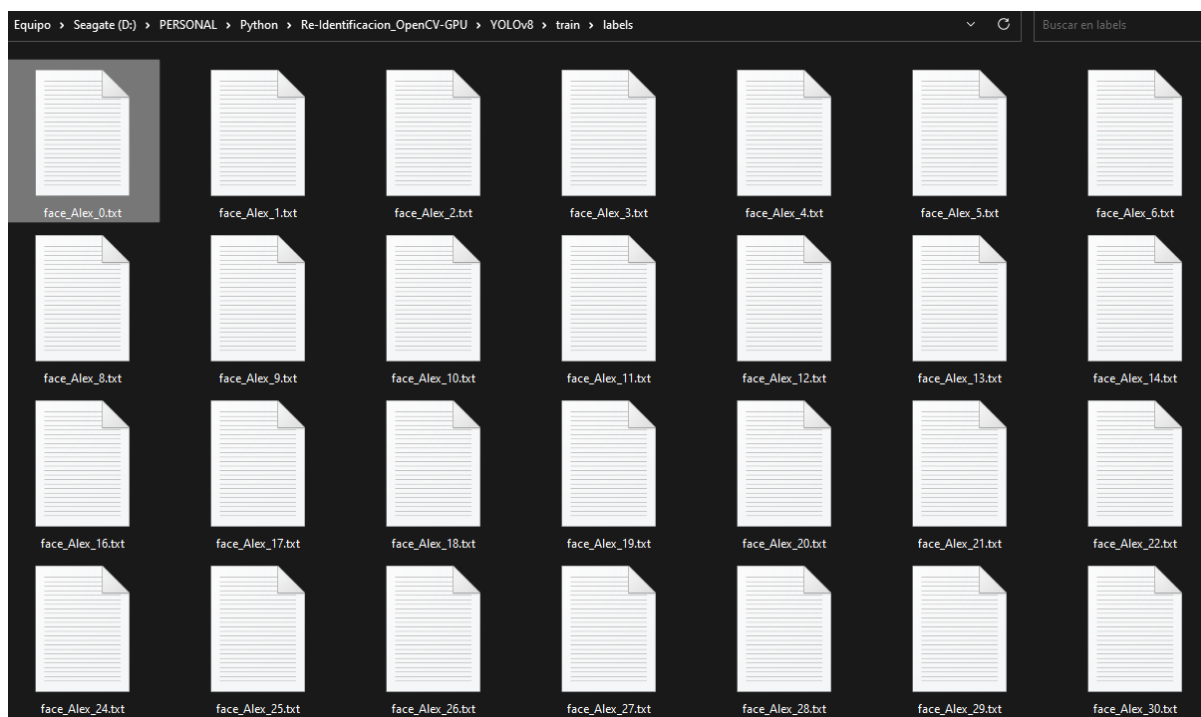 Equipo > Seagate (D:) > PERSONAL > Python > Re-Identificacion_OpenCV-GPU > YOLOv8 > train > labels
Buscar en labels
face_Alex_0.txt face_Alex_1.txt face_Alex_2.txt face_Alex_3.txt face_Alex_4.txt face_Alex_5.txt face_Alex_6.txt
face_Alex_8.txt face_Alex_9.txt face_Alex_10.txt face_Alex_11.txt face_Alex_12.txt face_Alex_13.txt face_Alex_14.txt
face_Alex_16.txt face_Alex_17.txt face_Alex_18.txt face_Alex_19.txt face_Alex_20.txt face_Alex_21.txt face_Alex_22.txt
face_Alex_24.txt face_Alex_25.txt face_Alex_26.txt face_Alex_27.txt face_Alex_28.txt face_Alex_29.txt face_Alex_30.txt